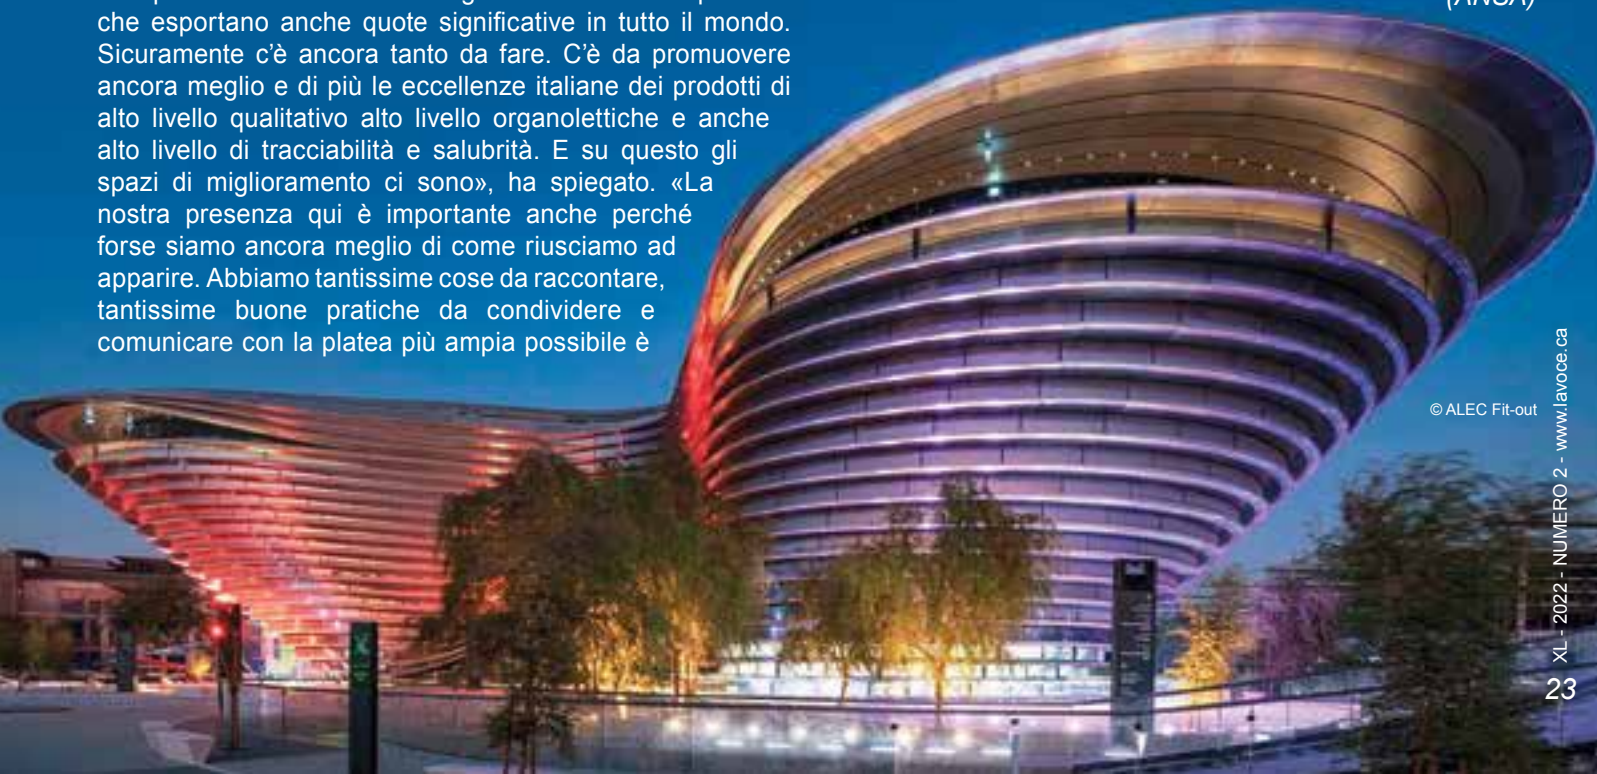 che esportano anche quote significative in tutto il mondo.
Sicuramente c'è ancora tanto da fare. C'è da promuovere
ancora meglio e di più le eccellenze italiane dei prodotti di
alto livello qualitativo alto livello organolettiche e anche
alto livello di tracciabilità e salubrità. E su questo gli
spazi di miglioramento ci sono», ha spiegato. «La
nostra presenza qui è importante anche perché
forse siamo ancora meglio di come riusciamo ad
apparire. Abbiamo tantissime cose da raccontare,
tantissime buone pratiche da condividere e
comunicare con la platea più ampia possibile è
(ANSA)
© ALEC Fit-out
XL - 2022 - NUMERO 2 - www.lavoce.ca
23